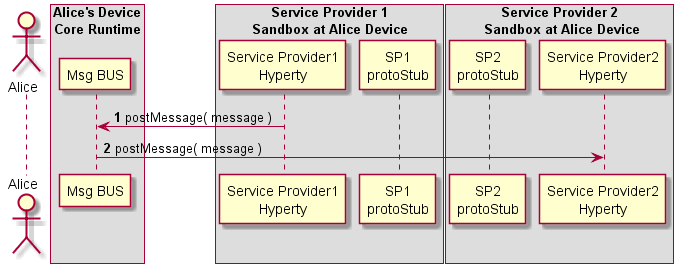 Alice's Device
Core Runtime
Service Provider 1
Sandbox at Alice Device
Service Provider 2
Sandbox at Alice Device
Alice
Msg BUS
Service Provider1
Hyperty
SP1
protoStub
SP2
protoStub
Service Provider2
Hyperty
1 postMessage( message )
2 postMessage( message )
Alice
Msg BUS
Service Provider1
Hyperty
SP1
protoStub
SP2
protoStub
Service Provider2
Hyperty